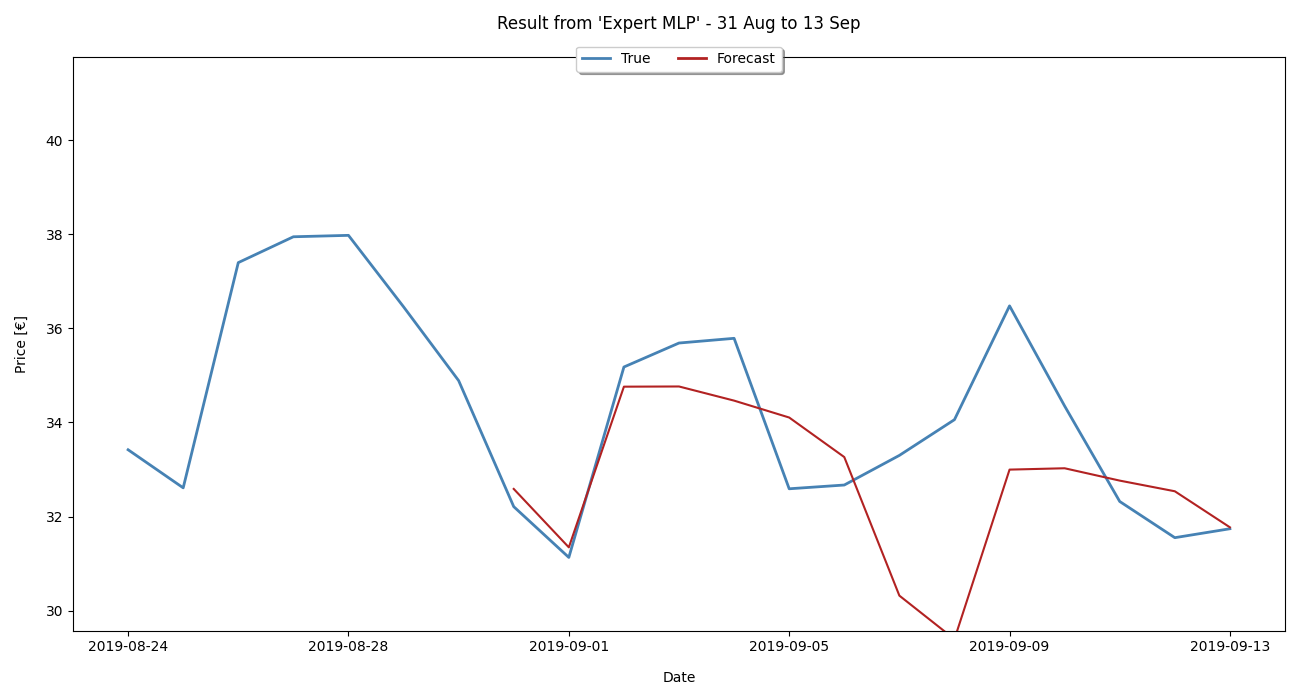 Result from 'Expert MLP' - 31 Aug to 13 Sep
True Forecast
40
38
36
34
32
30
Price [€]
2019-08-24 2019-08-28 2019-09-01 2019-09-05 2019-09-09 2019-09-13
Date